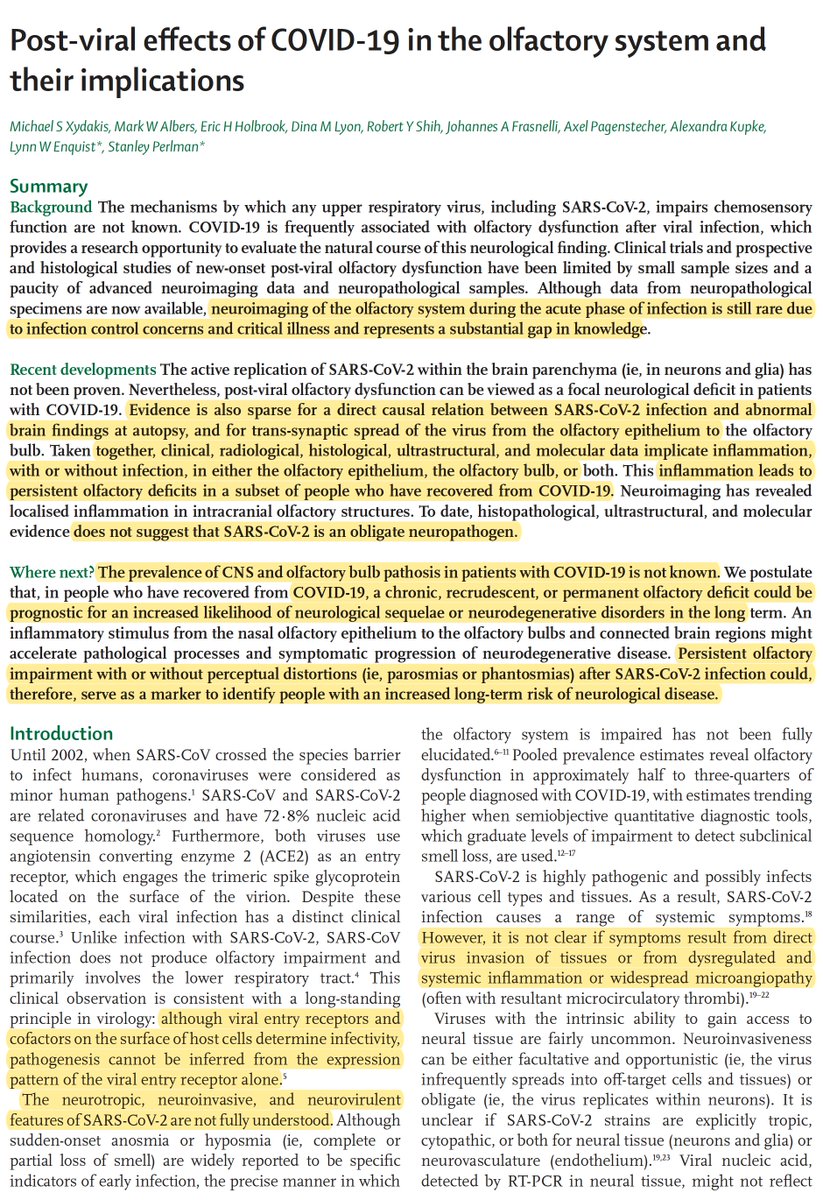 Post-viral effects of COVID-19 in the olfactory system and
their implications
Michael S Xydakis, Mark W Albers, Eric H Holbrook, Dina M Lyon, Robert Y Shih, Johannes A Frasnelli, Axel Pagenstecher, Alexandra Kupke,
Lynn W Enquist*, Stanley Perlman*
Summary
Background The mechanisms by which any upper respiratory virus, including SARS-CoV-2, impairs chemosensory
function are not known. COVID-19 is frequently associated with olfactory dysfunction after viral infection, which
provides a research opportunity to evaluate the natural course of this neurological finding. Clinical trials and prospective
and histological studies of new-onset post-viral olfactory dysfunction have been limited by small sample sizes and a
paucity of advanced neuroimaging data and neuropathological samples. Although data from neuropathological
specimens are now available, neuroimaging of the olfactory system during the acute phase of infection is still rare due
to infection control concerns and critical illness and represents a substantial gap in knowledge.
Recent developments The active replication of SARS-CoV-2 within the brain parenchyma (ie, in neurons and glia) has
not been proven. Nevertheless, post-viral olfactory dysfunction can be viewed as a focal neurological deficit in patients
with COVID-19. Evidence is also sparse for a direct causal relation between SARS-CoV-2 infection and abnormal
brain findings at autopsy, and for trans-synaptic spread of the virus from the olfactory epithelium to the olfactory
bulb. Taken together, clinical, radiological, histological, ultrastructural, and molecular data implicate inflammation,
with or without infection, in either the olfactory epithelium, the olfactory bulb, or both. This inflammation leads to
persistent olfactory deficits in a subset of people who have recovered from COVID-19. Neuroimaging has revealed
localised inflammation in intracranial olfactory structures. To date, histopathological, ultrastructural, and molecular
evidence does not suggest that SARS-CoV-2 is an obligate neuropathogen.
Where next? The prevalence of CNS and olfactory bulb pathosis in patients with COVID-19 is not known. We postulate
that, in people who have recovered from COVID-19, a chronic, recrudescent, or permanent olfactory deficit could be
prognostic for an increased likelihood of neurological sequelae or neurodegenerative disorders in the long term. An
inflammatory stimulus from the nasal olfactory epithelium to the olfactory bulbs and connected brain regions might
accelerate pathological processes and symptomatic progression of neurodegenerative disease. Persistent olfactory
impairment with or without perceptual distortions (ie, parosmias or phantosmias) after SARS-CoV-2 infection could,
therefore, serve as a marker to identify people with an increased long-term risk of neurological disease.
Introduction
Until 2002, when SARS-CoV crossed the species barrier
to infect humans, coronaviruses were considered as
minor human pathogens.¹ SARS-CoV and SARS-CoV-2
are related coronaviruses and have 72·8% nucleic acid
sequence homology.² Furthermore, both viruses use
angiotensin converting enzyme 2 (ACE2) as an entry
receptor, which engages the trimeric spike glycoprotein
located on the surface of the virion. Despite these
similarities, each viral infection has a distinct clinical
course.³ Unlike infection with SARS-CoV-2, SARS-CoV
infection does not produce olfactory impairment and
primarily involves the lower respiratory tract.⁴ This
clinical observation is consistent with a long-standing
principle in virology: although viral entry receptors and
cofactors on the surface of host cells determine infectivity,
pathogenesis cannot be inferred from the expression
pattern of the viral entry receptor alone.⁵
The neurotropic, neuroinvasive, and neurovirulent
features of SARS-CoV-2 are not fully understood. Although
sudden-onset anosmia or hyposmia (ie, complete or
partial loss of smell) are widely reported to be specific
indicators of early infection, the precise manner in which
the olfactory system is impaired has not been fully
elucidated.⁶⁻¹¹ Pooled prevalence estimates reveal olfactory
dysfunction in approximately half to three-quarters of
people diagnosed with COVID-19, with estimates trending
higher when semiobjective quantitative diagnostic tools,
which graduate levels of impairment to detect subclinical
smell loss, are used.¹²⁻¹⁷
SARS-CoV-2 is highly pathogenic and possibly infects
various cell types and tissues. As a result, SARS-CoV-2
infection causes a range of systemic symptoms.¹⁸
However, it is not clear if symptoms result from direct
virus invasion of tissues or from dysregulated and
systemic inflammation or widespread microangiopathy
(often with resultant microcirculatory thrombi).¹⁹⁻²²
Viruses with the intrinsic ability to gain access to
neural tissue are fairly uncommon. Neuroinvasiveness
can be either facultative and opportunistic (ie, the virus
infrequently spreads into off-target cells and tissues) or
obligate (ie, the virus replicates within neurons). It is
unclear if SARS-CoV-2 strains are explicitly tropic,
cytopathic, or both for neural tissue (neurons and glia) or
neurovasculature (endothelium).¹⁹,²³ Viral nucleic acid,
detected by RT-PCR in neural tissue, might not reflect